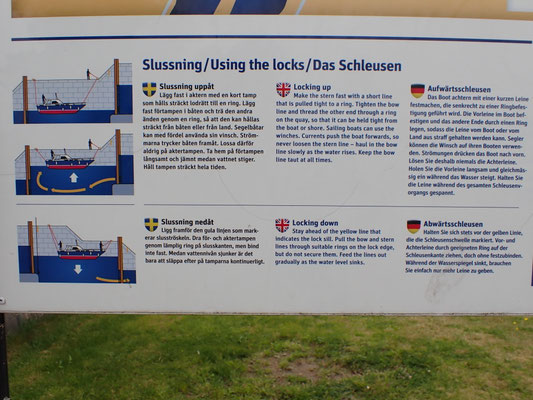 Slussning/Using the locks/Das Schleusen
Slussning uppåt
Lägg fast i aktern med en kort tamp
som hålls sträckt lodrätt till en ring. Lägg
fast förtampen i båten och trä den andra
änden genom en ring, så att den kan hållas
sträckt från båten eller från land. Segelbåtar
kan med fördel använda sin vinsch. Ström-
marna trycker båten framåt. Lossa därför
aldrig på aktertampen. Ta hem på förtampen
långsamt och jämnt medan vattnet stiger.
Håll tampen sträckt hela tiden.
Locking up
Make the stern fast with a short line
that is pulled tight to a ring. Tighten the bow
line and thread the other end through a ring
on the quay, so that it can be held tight from
the boat or shore. Sailing boats can use the
winches. Currents push the boat forwards, so
never loosen the stern line – haul in the bow
line slowly as the water rises. Keep the bow
line taut at all times.
Aufwärtsschleusen
Das Boot achtern mit einer kurzen Leine
festmachen, die senkrecht zu einer Ringbefes-
tigung geführt wird. Die Vorleine im Boot bef-
estigen und das andere Ende durch einen Ring
legen, sodass die Leine vom Boot oder vom
Land aus straff gehalten werden kann. Segler
können die Winsch auf ihren Booten verwen-
den. Strömungen drücken das Boot nach vorn.
Lösen Sie deshalb niemals die Achterleine.
Holen Sie die Vorleine langsam und gleichmäs-
sig ein während das Wasser steigt. Halten Sie
die Leine während des gesamten Schleusenvor-
gangs gespannt.
Slussning nedåt
Lägg framför den gula linjen som mark-
erar slusströskeln. Dra för- och aktertampen
genom lämplig ring på slusskanten, men bind
inte fast. Medan vattennivån sjunker är det
bara att släppa efter på tamparna kontinuerligt.
Locking down
Stay ahead of the yellow line that
indicates the lock sill. Pull the bow and stern
lines through suitable rings on the lock edge,
but do not secure them. Feed the lines out
gradually as the water level sinks.
Abwärtsschleusen
Halten Sie sich stets vor der gelben Linie,
die die Schleusenschwelle markiert. Vor- und
Achterleine durch geeigneten Ring auf der
Schleusenkante ziehen, doch ohne festzubinden.
Während der Wasserspiegel sinkt, brauchen
Sie einfach nur mehr Leine zu geben.